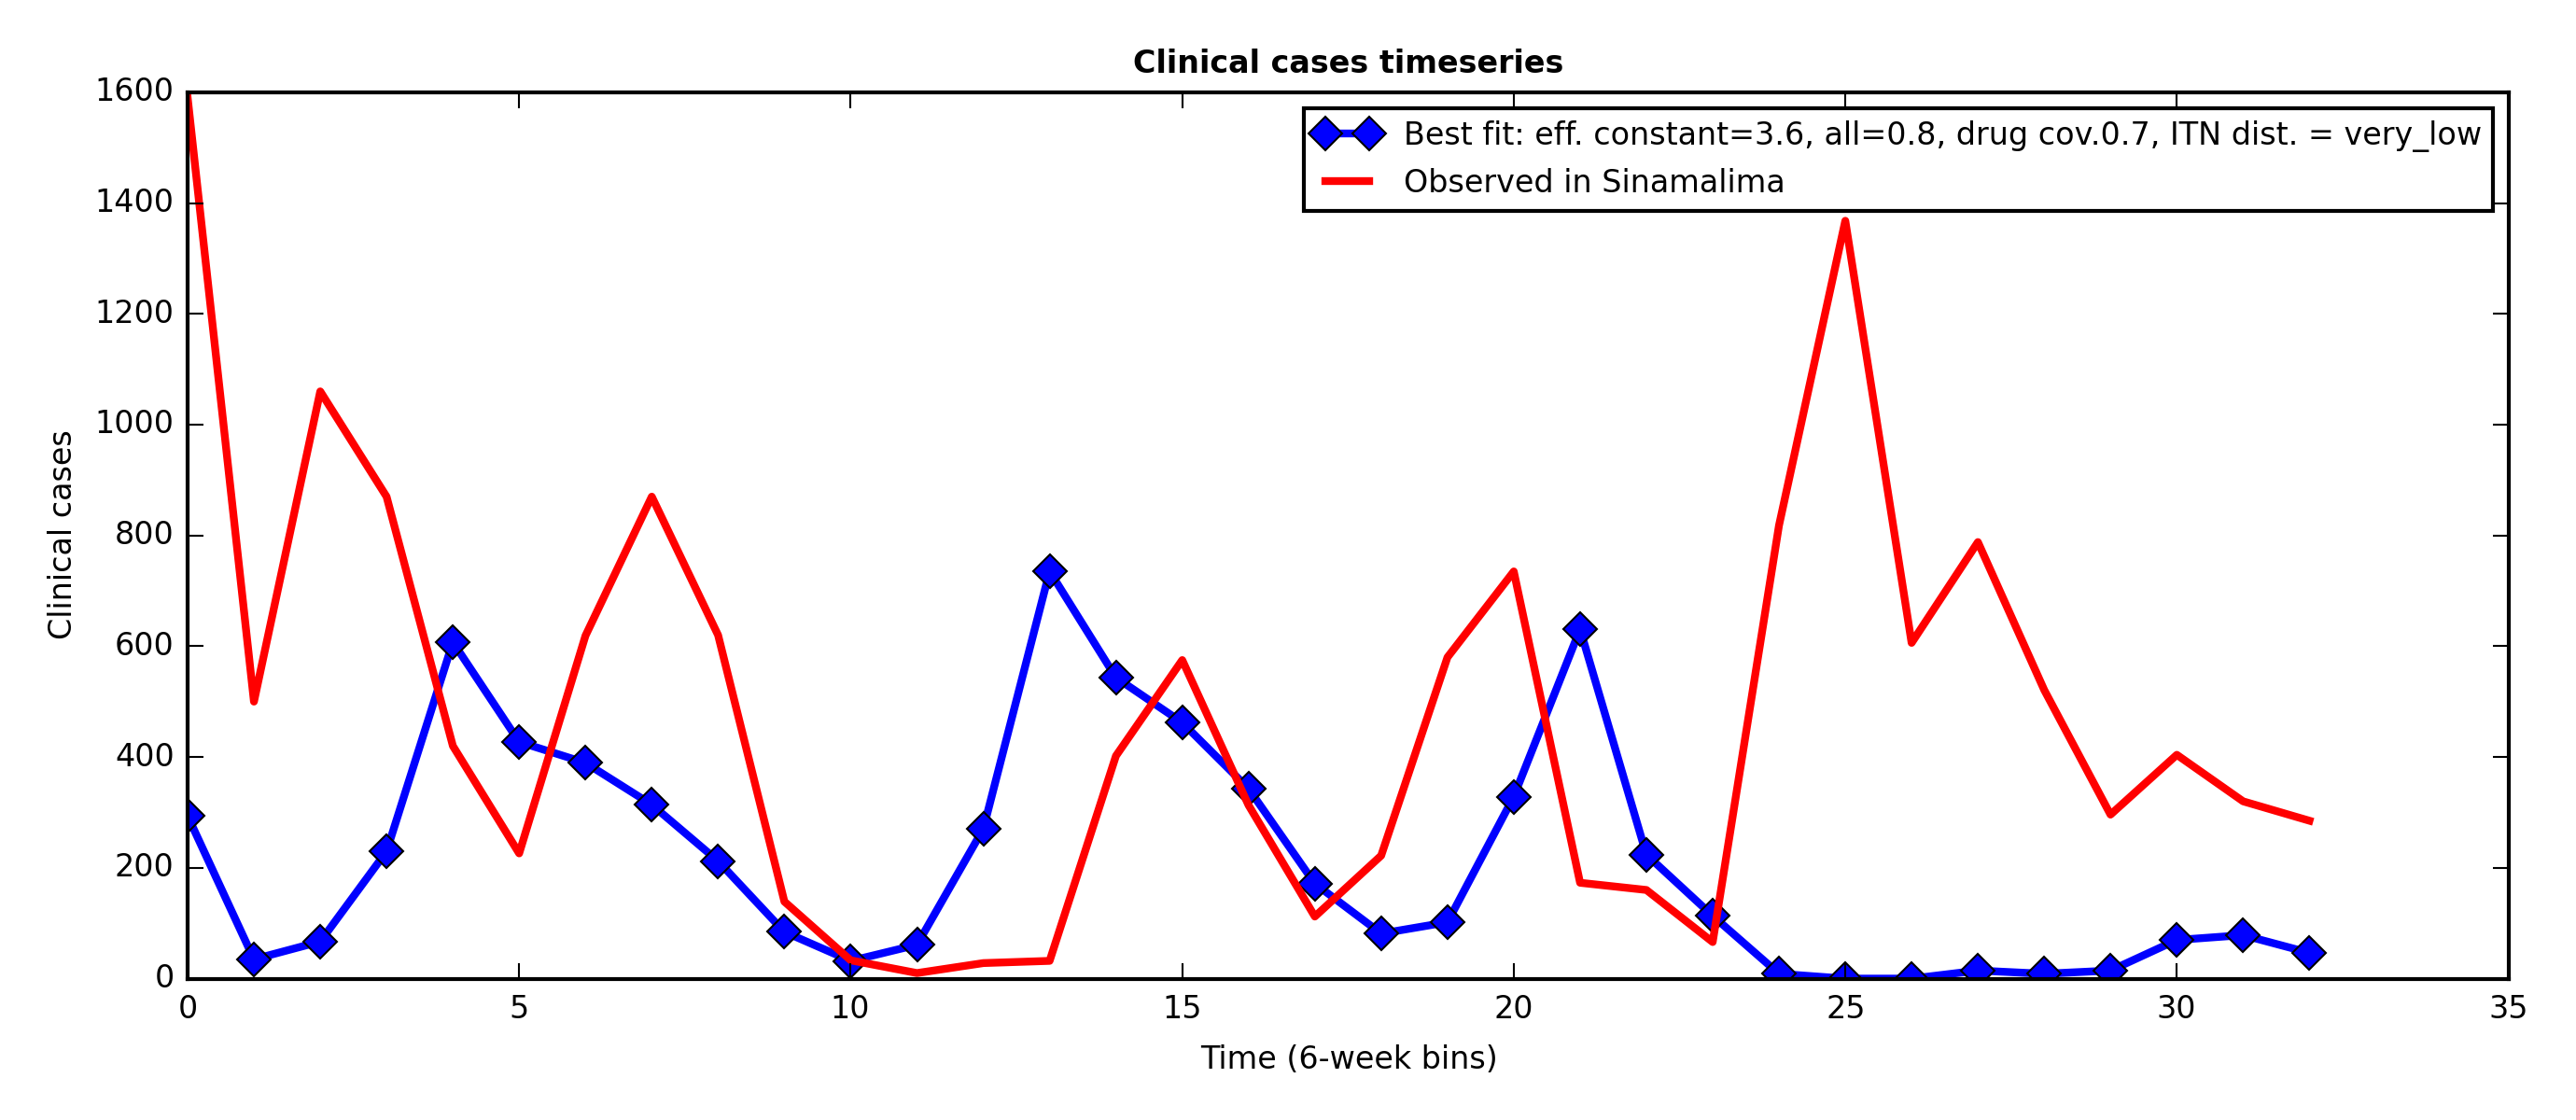 Clinical cases timeseries
Best fit: eff. constant=3.6, all=0.8, drug cov.0.7, ITN dist. = very_low
Observed in Sinamalima
Clinical cases
1600
1400
1200
1000
800
600
400
200
0
0 5 10 15 20 25 30 35
Time (6-week bins)